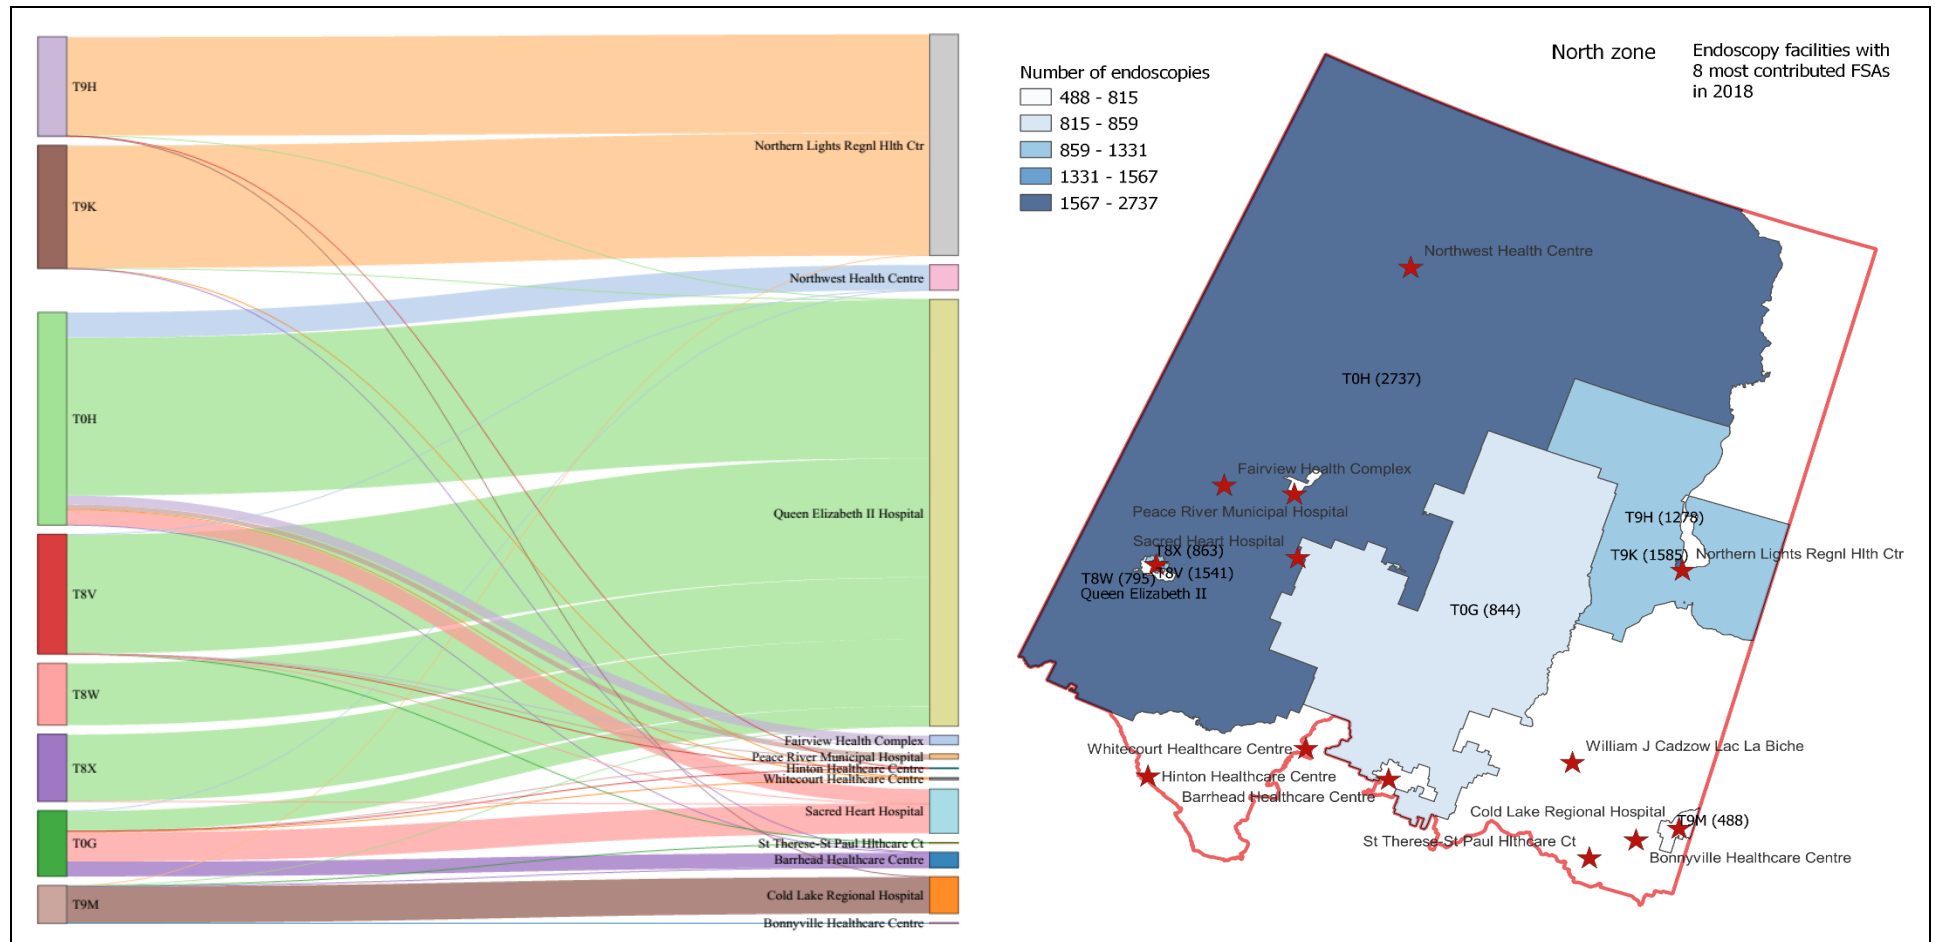 T9H
T9K
T0H
T8V
T8W
T8X
T0G
T9M
Northern Lights Regnl Hlth Ctr
Northwest Health Centre
Queen Elizabeth II Hospital
Fairview Health Complex
Peace River Municipal Hospital
Hinton Healthcare Centre
Whitecourt Healthcare Centre
Sacred Heart Hospital
St Therese-St Paul Hlthcare Ct
Barrhead Healthcare Centre
Cold Lake Regional Hospital
Bonnyville Healthcare Centre
North zone
Endoscopy facilities with
8 most contributed FSAs
in 2018
Number of endoscopies
488 - 815
815 - 859
859 - 1331
1331 - 1567
1567 - 2737
Northwest Health Centre
T0H (2737)
Fairview Health Complex
Peace River Municipal Hospital
Sacred Heart Hospital
T8X (863)
T8W (795)
T8V (1541)
Queen Elizabeth II
T9H (1278)
T9K (1585)
Northern Lights Regnl Hlth Ctr
T0G (844)
Whitecourt Healthcare Centre
Hinton Healthcare Centre
Barrhead Healthcare Centre
William J Cadzow Lac La Biche
Cold Lake Regional Hospital
T9M (488)
St Therese-St Paul Hlthcare Ct
Bonnyville Healthcare Centre